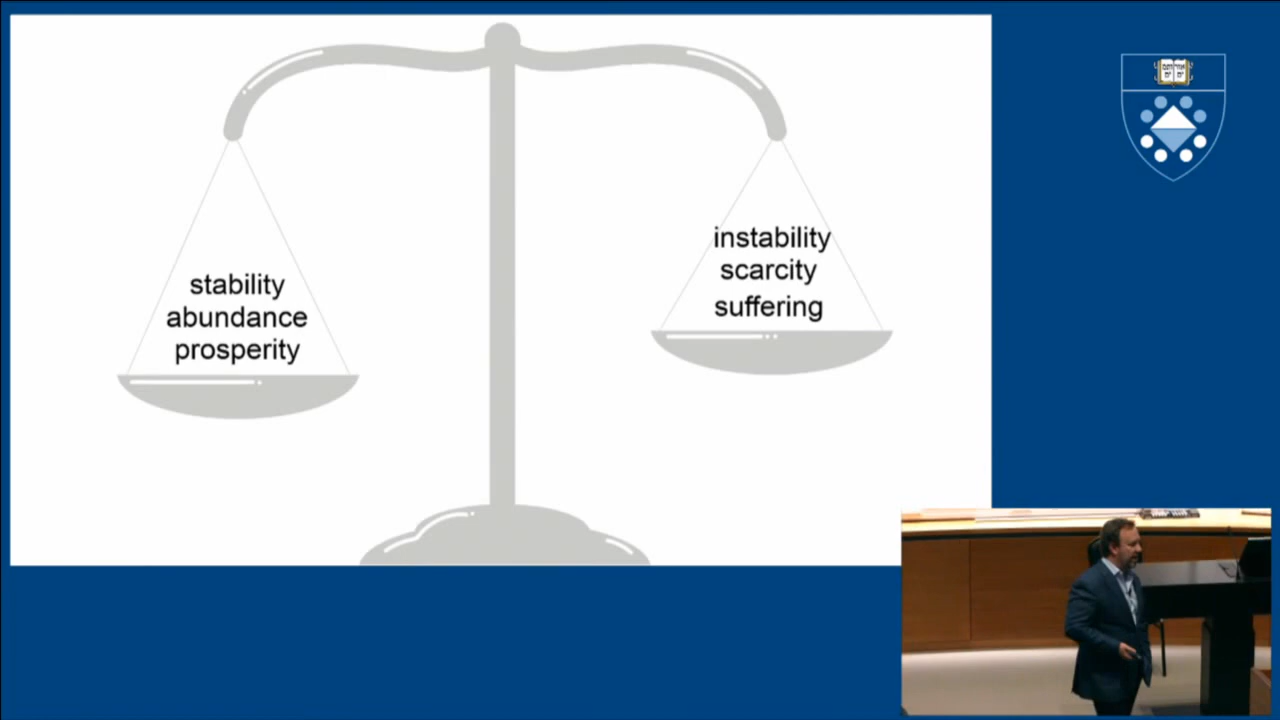 stability
abundance
prosperity
instability
scarcity
suffering